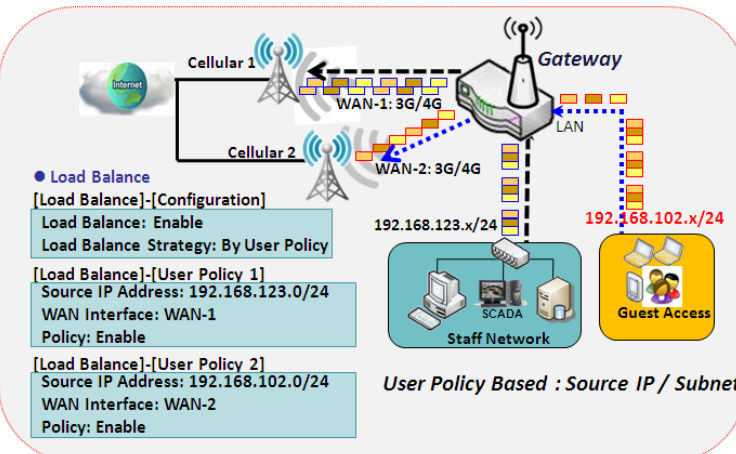 Gateway
Cellular 1
Internet
WAN-1: 3G/4G
LAN
Cellular 2
WAN-2: 3G/4G
Load Balance
[Load Balance]-[Configuration]
Load Balance: Enable
Load Balance Strategy: By User Policy
192.168.123.x/24
192.168.102.x/24
[Load Balance]-[User Policy 1]
Source IP Address: 192.168.123.0/24
WAN Interface: WAN-1
Policy: Enable
SCADA
Staff Network
Guest Access
[Load Balance]-[User Policy 2]
Source IP Address: 192.168.102.0/24
WAN Interface: WAN-2
Policy: Enable
User Policy Based : Source IP / Subnet